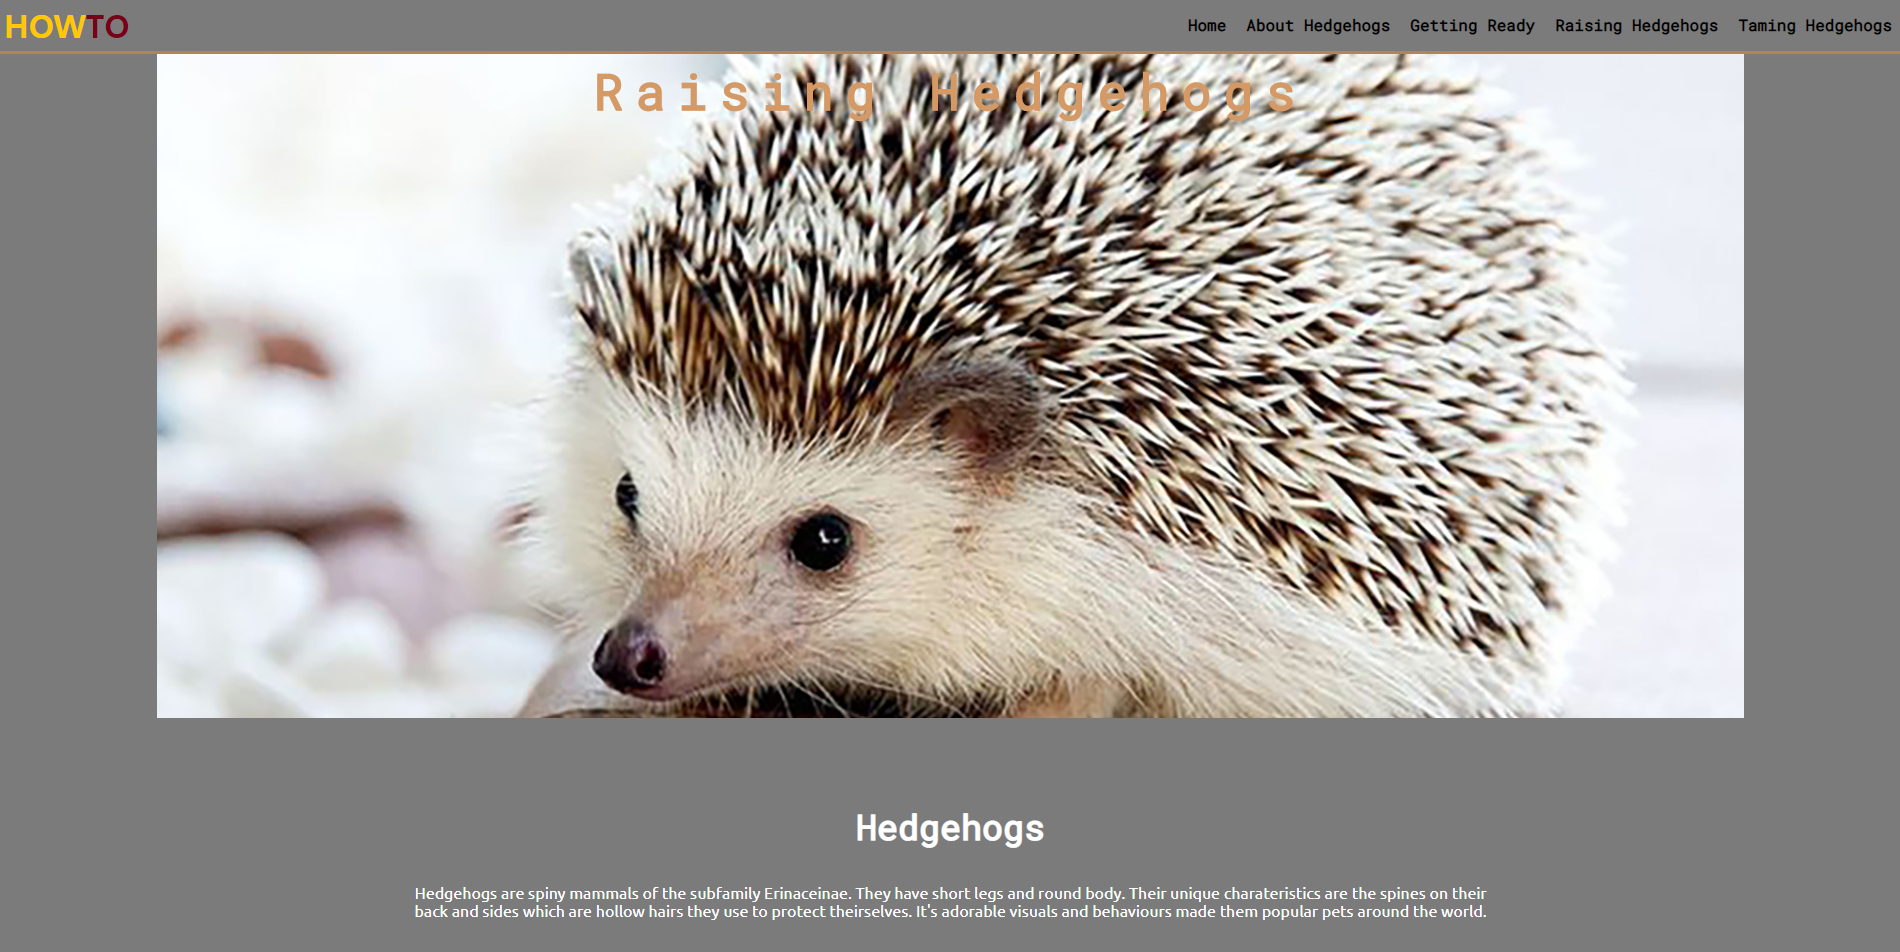 HOWTO
Home About Hedgehogs Getting Ready Raising Hedgehogs Taming Hedgehogs
Raising Hedgehogs
Hedgehogs
Hedgehogs are spiny mammals of the subfamily Erinaceinae. They have short legs and round body. Their unique charateristics are the spines on their
back and sides which are hollow hairs they use to protect theirselves. It's adorable visuals and behaviours made them popular pets around the world.